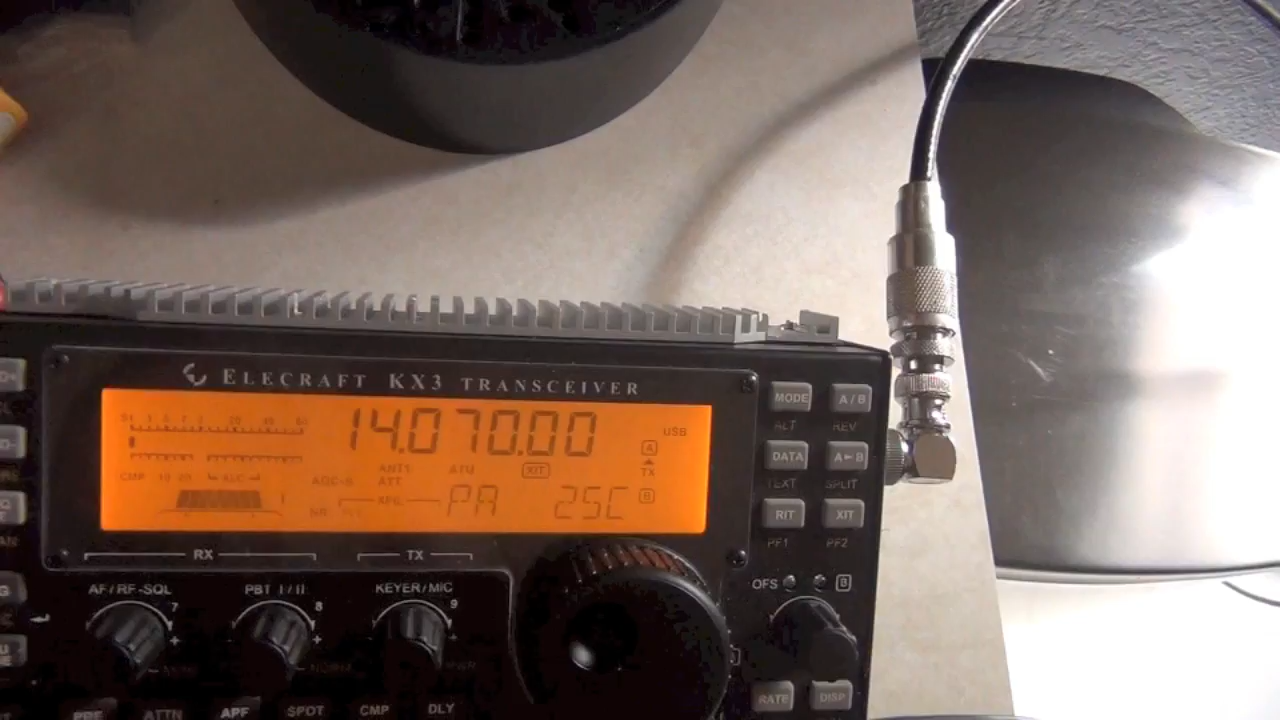 ELECRAFT KX3 TRANSCEIVER
14.070.00
USB
A
TX
B
CMP
ALC
ANT1
ATT
ATU
XIT
NR
XFIL
PA 25C
MODE
A/B
ALT
REV
DATA
A►B
TEXT
SPLIT
RIT
XIT
PF1
PF2
RX
TX
AF/RF-SQL
PBT I/II
KEYER/MIC
7
8
9
OFS
B
RATE
DISP
PRE
ATTN
APF
SPOT
CMP
DLY